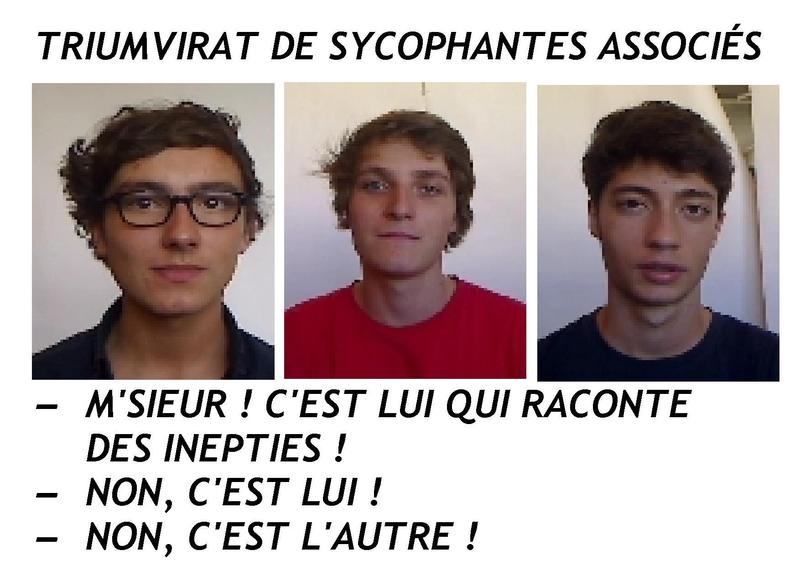 TRIUMVIRAT DE SYCOPHANTES ASSOCIÉS
– M'SIEUR ! C'EST LUI QUI RACONTE
DES INEPTIES !
– NON, C'EST LUI !
– NON, C'EST L'AUTRE !